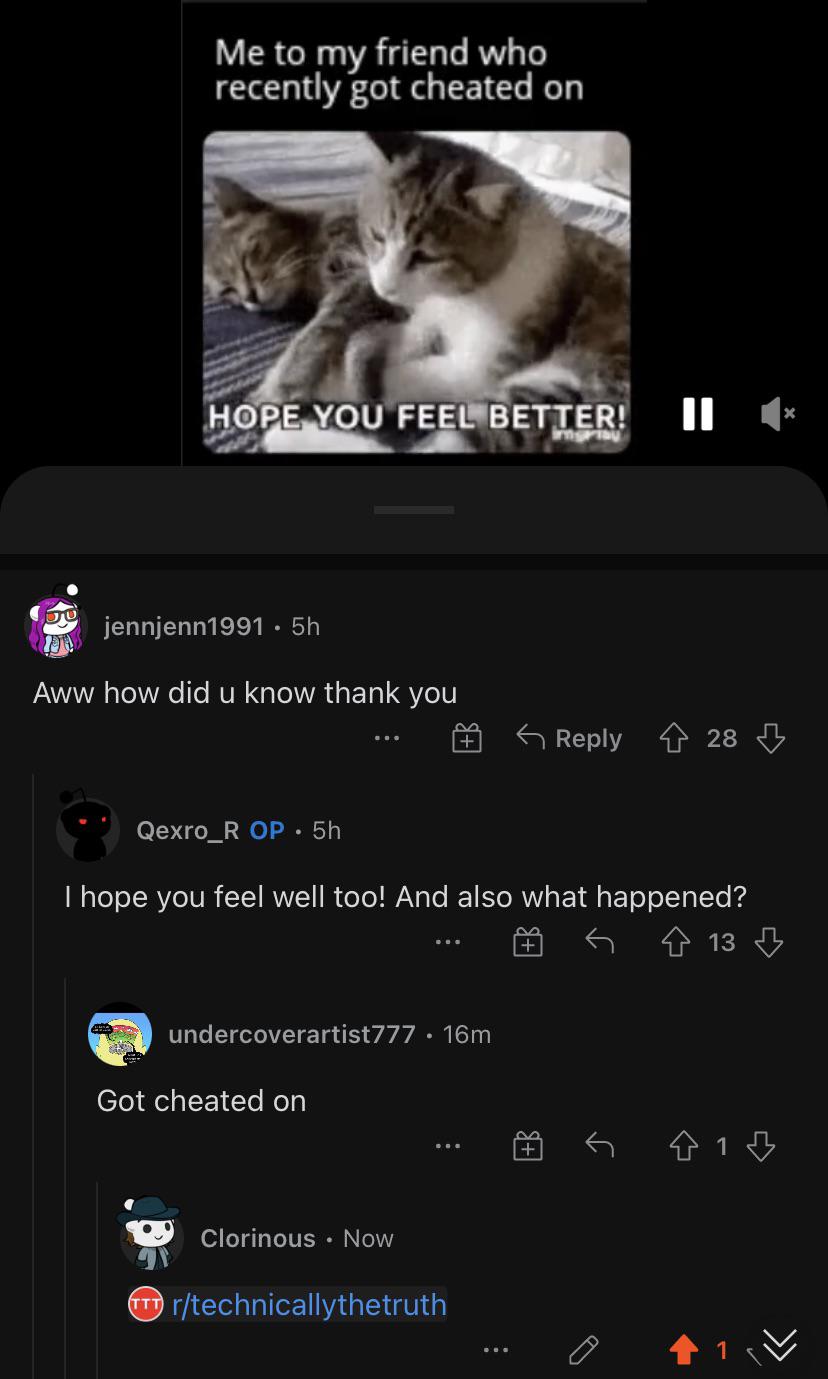 Me to my friend who
recently got cheated on
HOPE YOU FEEL BETTER!
jennjenn1991 • 5h
Aww how did u know thank you
Reply 28
Qexro_R OP • 5h
I hope you feel well too! And also what happened?
13
undercoverartist777 • 16m
Got cheated on
1
Clorinous • Now
TTT r/technicallythetruth
1